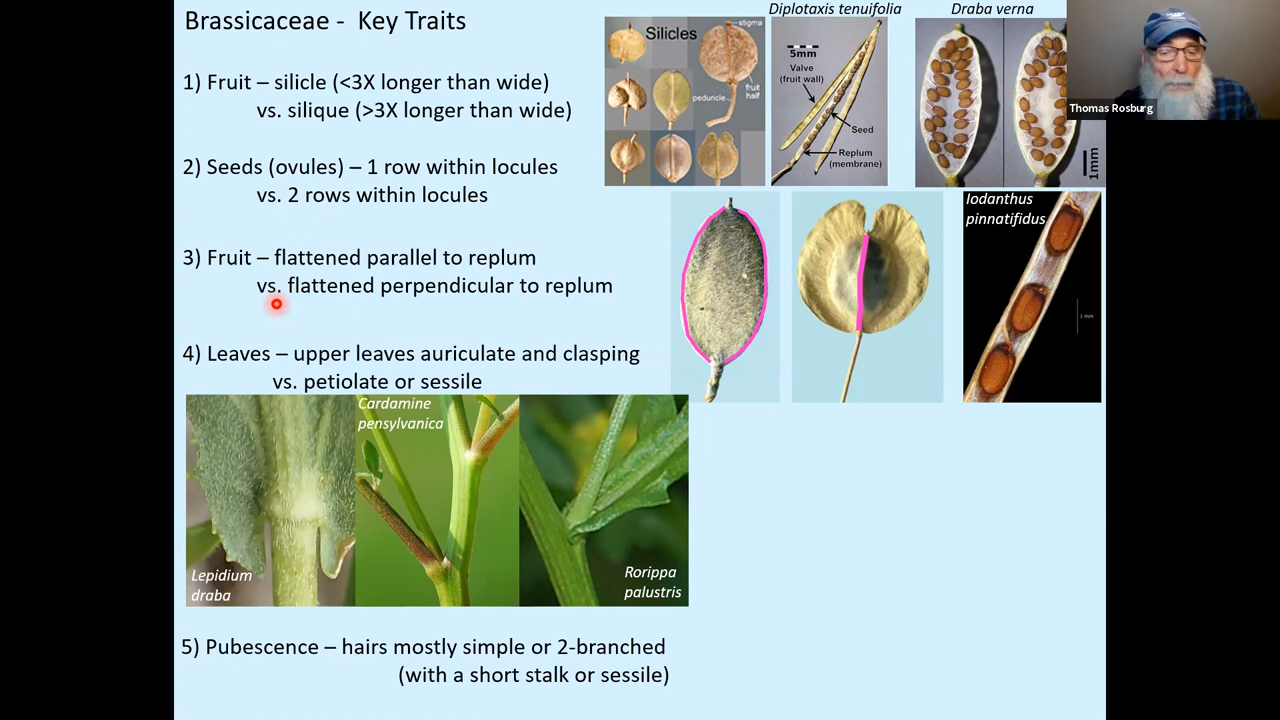 Brassicaceae - Key Traits
1) Fruit – silicle (<3X longer than wide)
vs. silique (>3X longer than wide)
2) Seeds (ovules) – 1 row within locules
vs. 2 rows within locules
3) Fruit – flattened parallel to replum
vs. flattened perpendicular to replum
4) Leaves – upper leaves auriculate and clasping
vs. petiolate or sessile
5) Pubescence – hairs mostly simple or 2-branched
(with a short stalk or sessile)
Silicles
stigma
peduncle
fruit
half
Diplotaxis tenuifolia
5mm
Valve
(fruit wall)
Seed
Replum
(membrane)
Draba verna
1mm
Thomas Rosburg
Iodanthus
pinnatifidus
1 mm
Lepidium
draba
Cardamine
pensylvanica
Rorippa
palustris